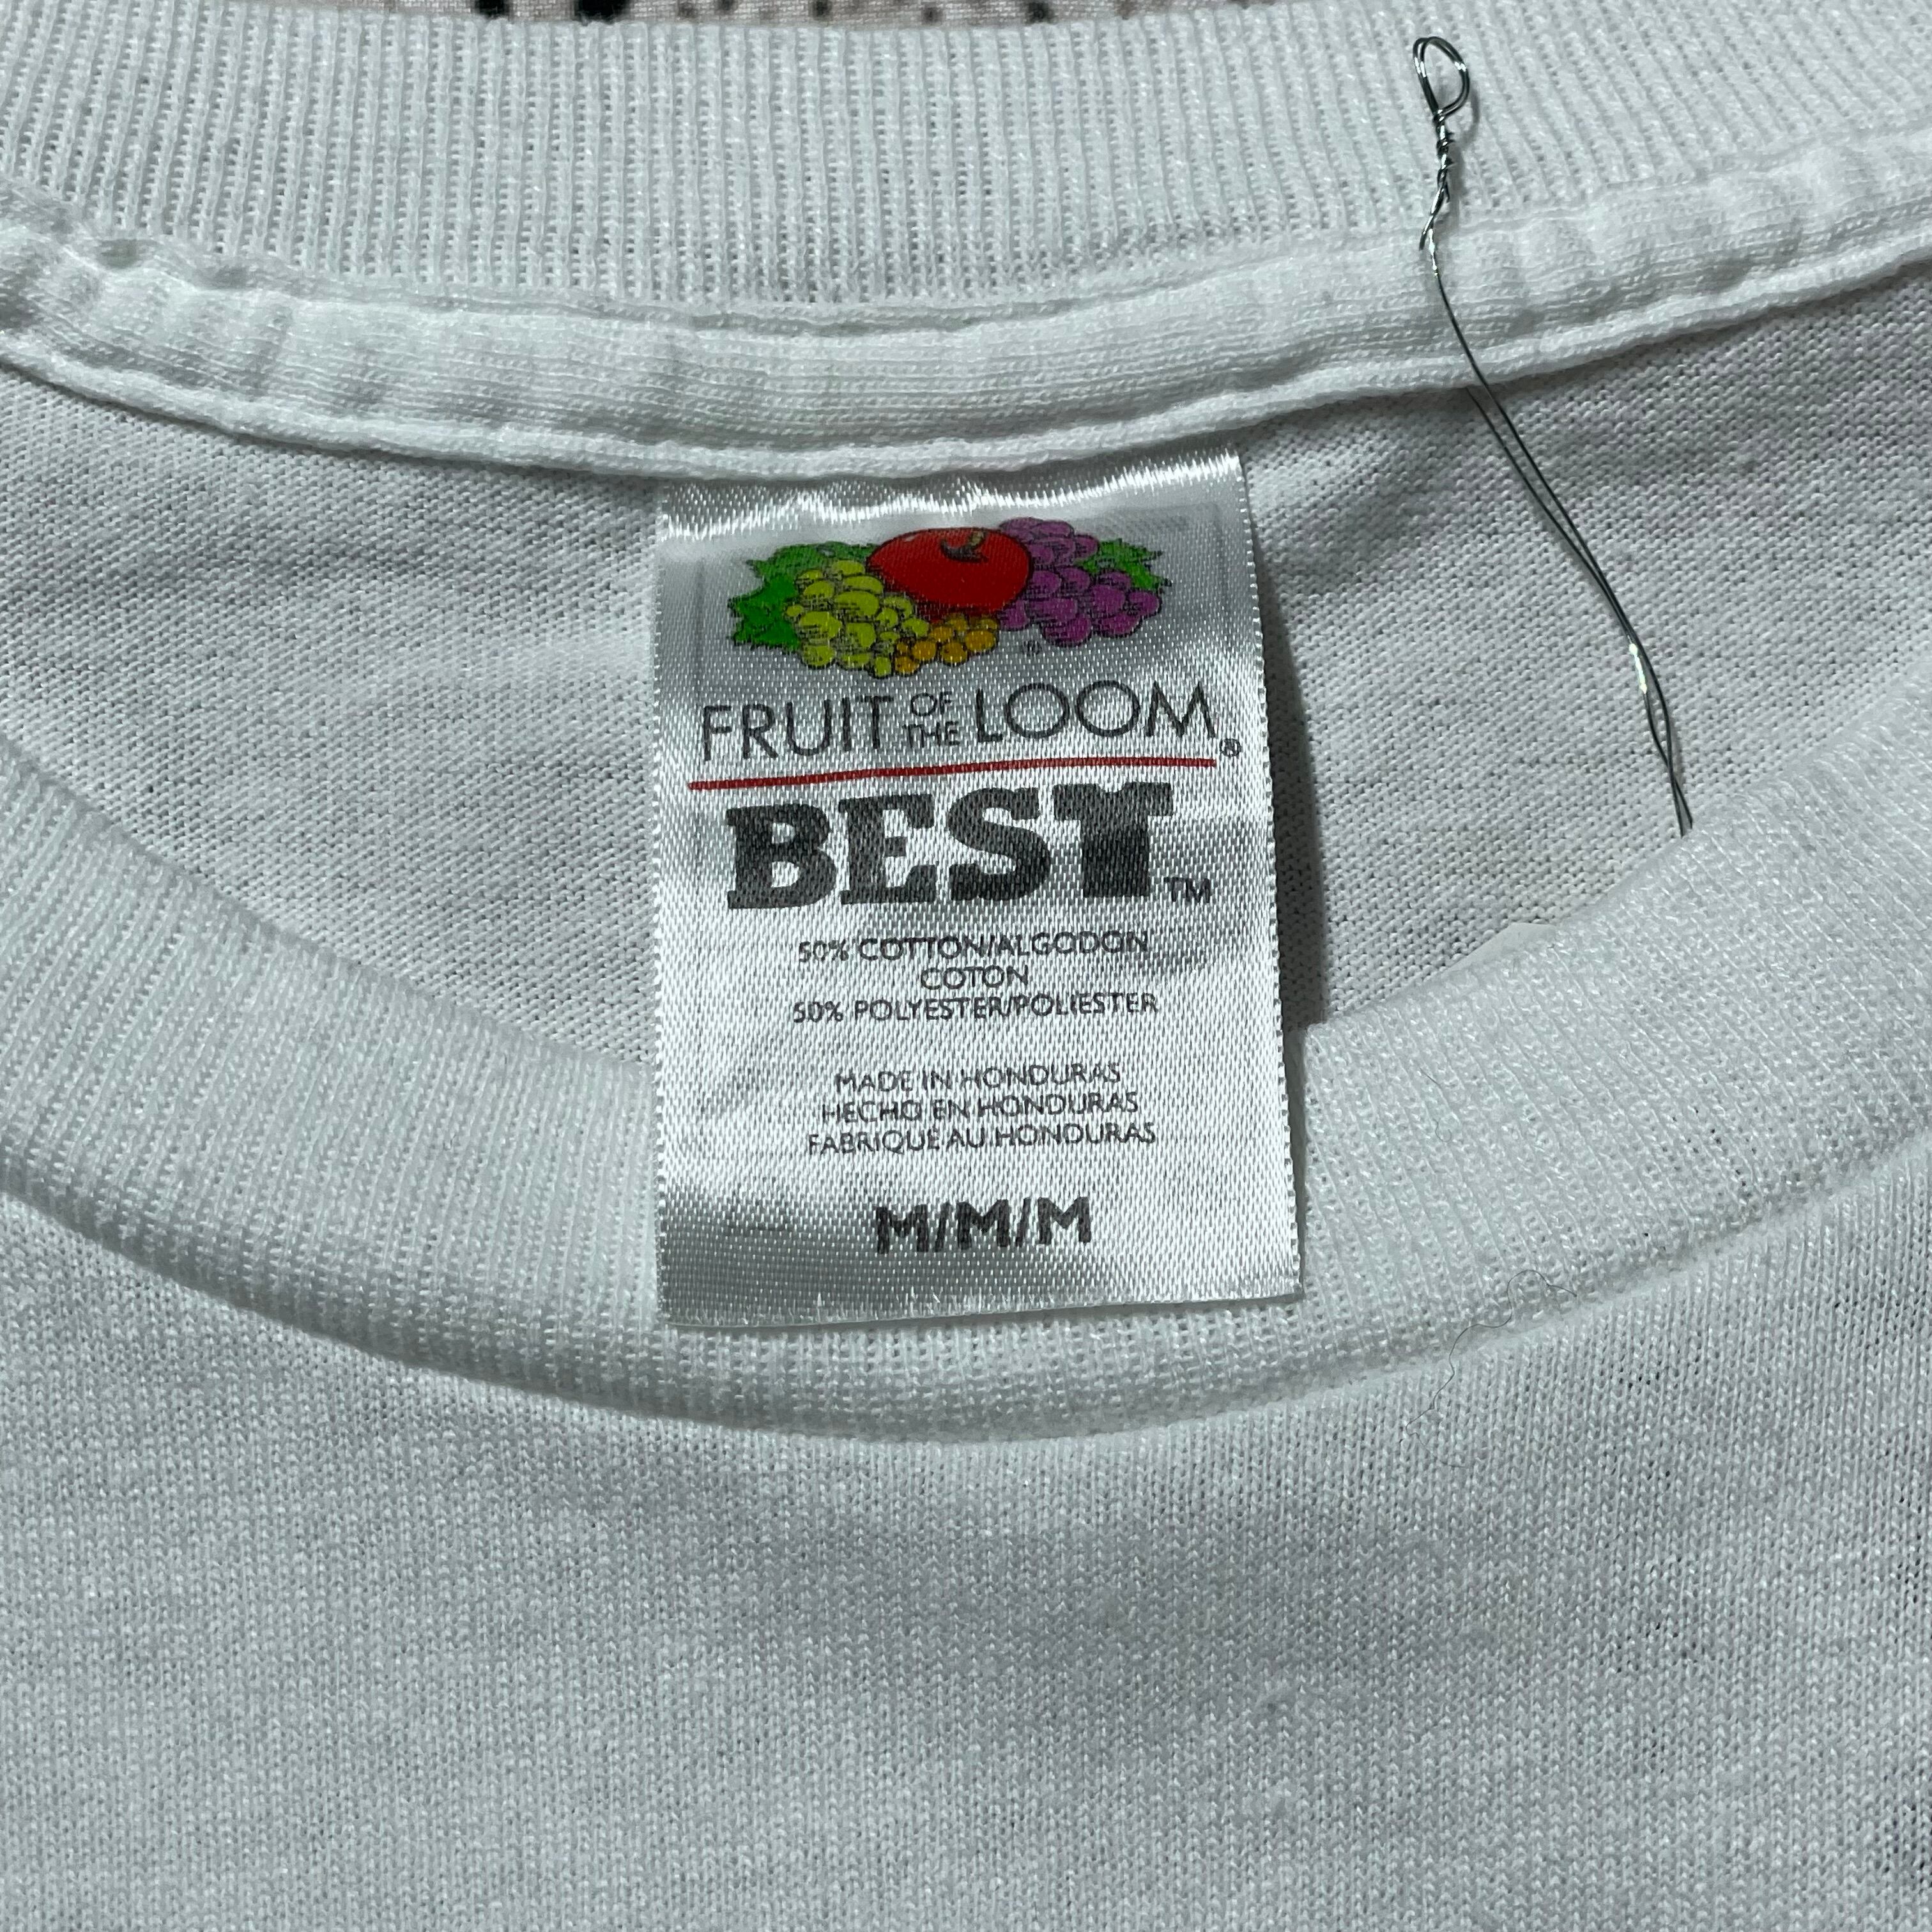 FRUIT OF THE LOOM®
BEST™
50% COTTON/ALGODON
COTON
50% POLYESTER/POLIESTER
MADE IN HONDURAS
HECHO EN HONDURAS
FABRIQUE AU HONDURAS
M/M/M